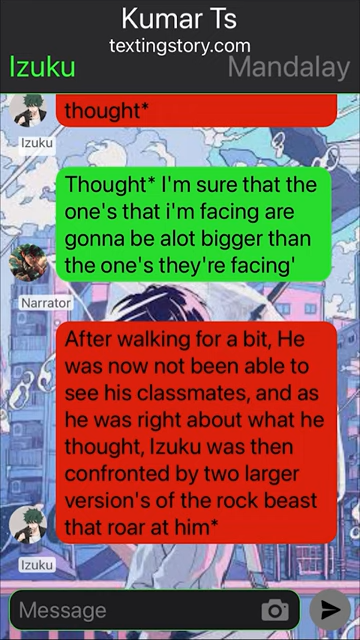 Kumar Ts
textingstory.com
Izuku
Mandalay
thought*
Izuku
Thought* I'm sure that the
one's that i'm facing are
gonna be alot bigger than
the one's they're facing'
Narrator
After walking for a bit, He
was now not been able to
see his classmates, and as
he was right about what he
thought, Izuku was then
confronted by two larger
version's of the rock beast
that roar at him*
Izuku
Message